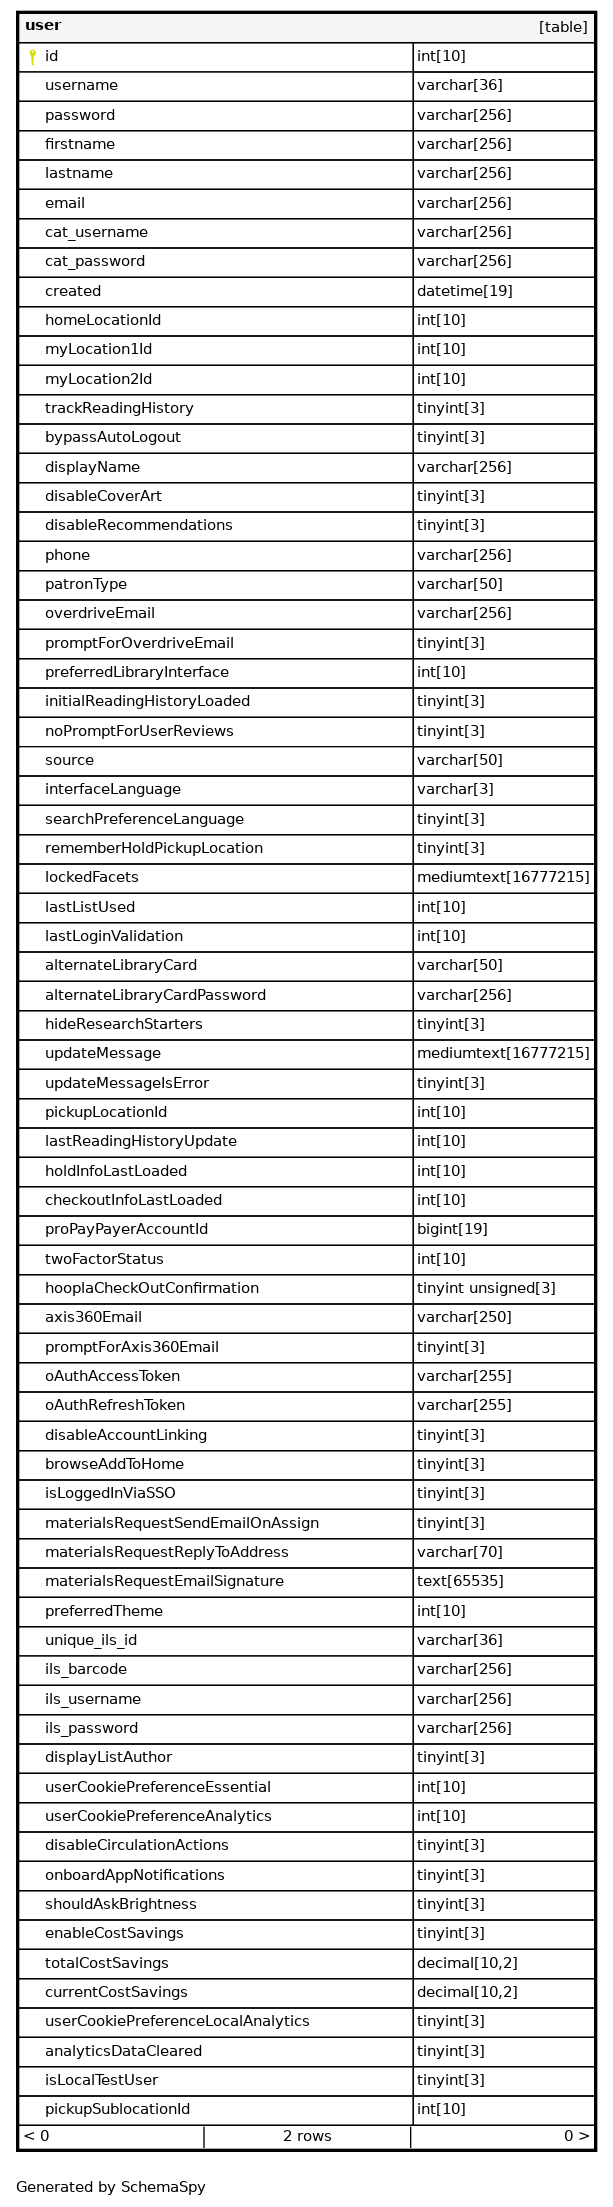 user [table]
id int[10]
username varchar[36]
password varchar[256]
firstname varchar[256]
lastname varchar[256]
email varchar[256]
cat_username varchar[256]
cat_password varchar[256]
created datetime[19]
homeLocationId int[10]
myLocation1Id int[10]
myLocation2Id int[10]
trackReadingHistory tinyint[3]
bypassAutoLogout tinyint[3]
displayName varchar[256]
disableCoverArt tinyint[3]
disableRecommendations tinyint[3]
phone varchar[256]
patronType varchar[50]
overdriveEmail varchar[256]
promptForOverdriveEmail tinyint[3]
preferredLibraryInterface int[10]
initialReadingHistoryLoaded tinyint[3]
noPromptForUserReviews tinyint[3]
source varchar[50]
interfaceLanguage varchar[3]
searchPreferenceLanguage tinyint[3]
rememberHoldPickupLocation tinyint[3]
lockedFacets mediumtext[16777215]
lastListUsed int[10]
lastLoginValidation int[10]
alternateLibraryCard varchar[50]
alternateLibraryCardPassword varchar[256]
hideResearchStarters tinyint[3]
updateMessage mediumtext[16777215]
updateMessageIsError tinyint[3]
pickupLocationId int[10]
lastReadingHistoryUpdate int[10]
holdInfoLastLoaded int[10]
checkoutInfoLastLoaded int[10]
proPayPayerAccountId bigint[19]
twoFactorStatus int[10]
hooplaCheckOutConfirmation tinyint unsigned[3]
axis360Email varchar[250]
promptForAxis360Email tinyint[3]
oAuthAccessToken varchar[255]
oAuthRefreshToken varchar[255]
disableAccountLinking tinyint[3]
browseAddToHome tinyint[3]
isLoggedInViaSSO tinyint[3]
materialsRequestSendEmailOnAssign tinyint[3]
materialsRequestReplyToAddress varchar[70]
materialsRequestEmailSignature text[65535]
preferredTheme int[10]
unique_ils_id varchar[36]
ils_barcode varchar[256]
ils_username varchar[256]
ils_password varchar[256]
displayListAuthor tinyint[3]
userCookiePreferenceEssential int[10]
userCookiePreferenceAnalytics int[10]
disableCirculationActions tinyint[3]
onboardAppNotifications tinyint[3]
shouldAskBrightness tinyint[3]
enableCostSavings tinyint[3]
totalCostSavings decimal[10,2]
currentCostSavings decimal[10,2]
userCookiePreferenceLocalAnalytics tinyint[3]
analyticsDataCleared tinyint[3]
isLocalTestUser tinyint[3]
pickupSublocationId int[10]
< 0 2 rows 0 >
Generated by SchemaSpy